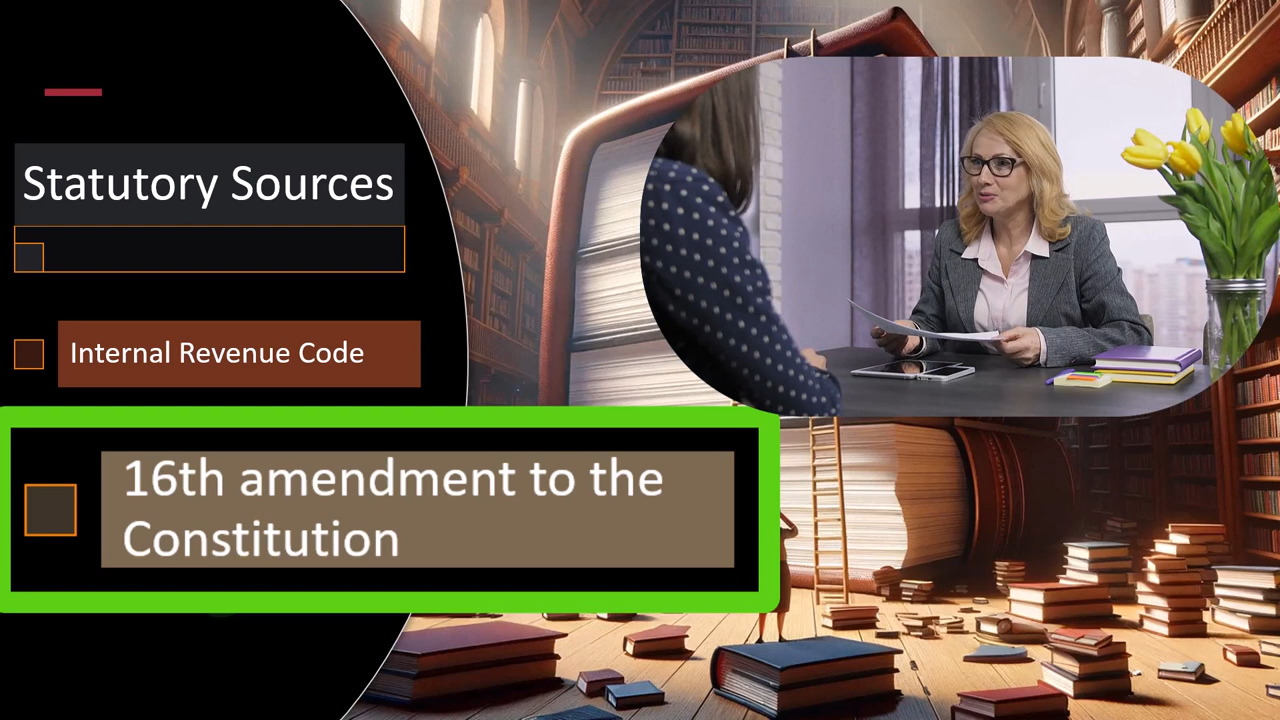 Statutory Sources
Internal Revenue Code
16th amendment to the
Constitution